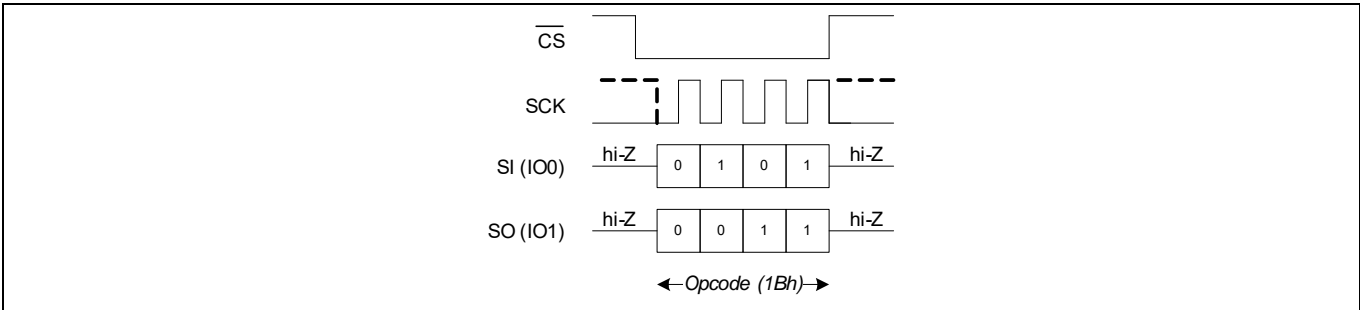 CS
SCK
hi-Z hi-Z
SI (IO0) 0 1 0 1
hi-Z hi-Z
SO (IO1) 0 0 1 1
Opcode (1Bh)